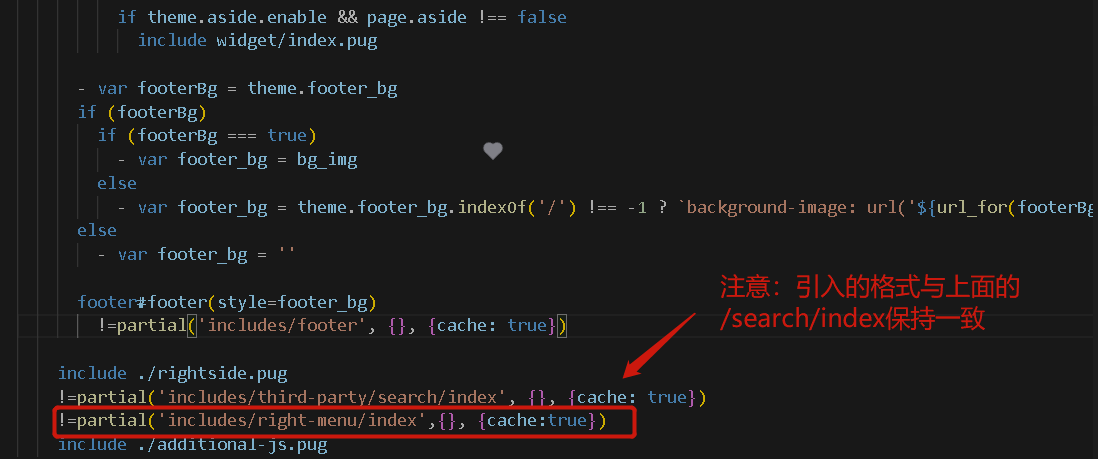 if theme.aside.enable && page.aside !== false
include widget/index.pug
- var footerBg = theme.footer_bg
if (footerBg)
if (footerBg === true)
- var footer_bg = bg_img
else
- var footer_bg = theme.footer_bg.indexOf('/') !== -1 ? `background-image: url('${url_for(footerBg
else
- var footer_bg = ''
footer#footer(style=footer_bg)
!=partial('includes/footer', {}, {cache: true})
注意：引入的格式与上面的
/search/index保持一致
include ./rightside.pug
!=partial('includes/third-party/search/index', {}, {cache: true})
!=partial('includes/right-menu/index',{}, {cache:true})
include ./additional-js.pug